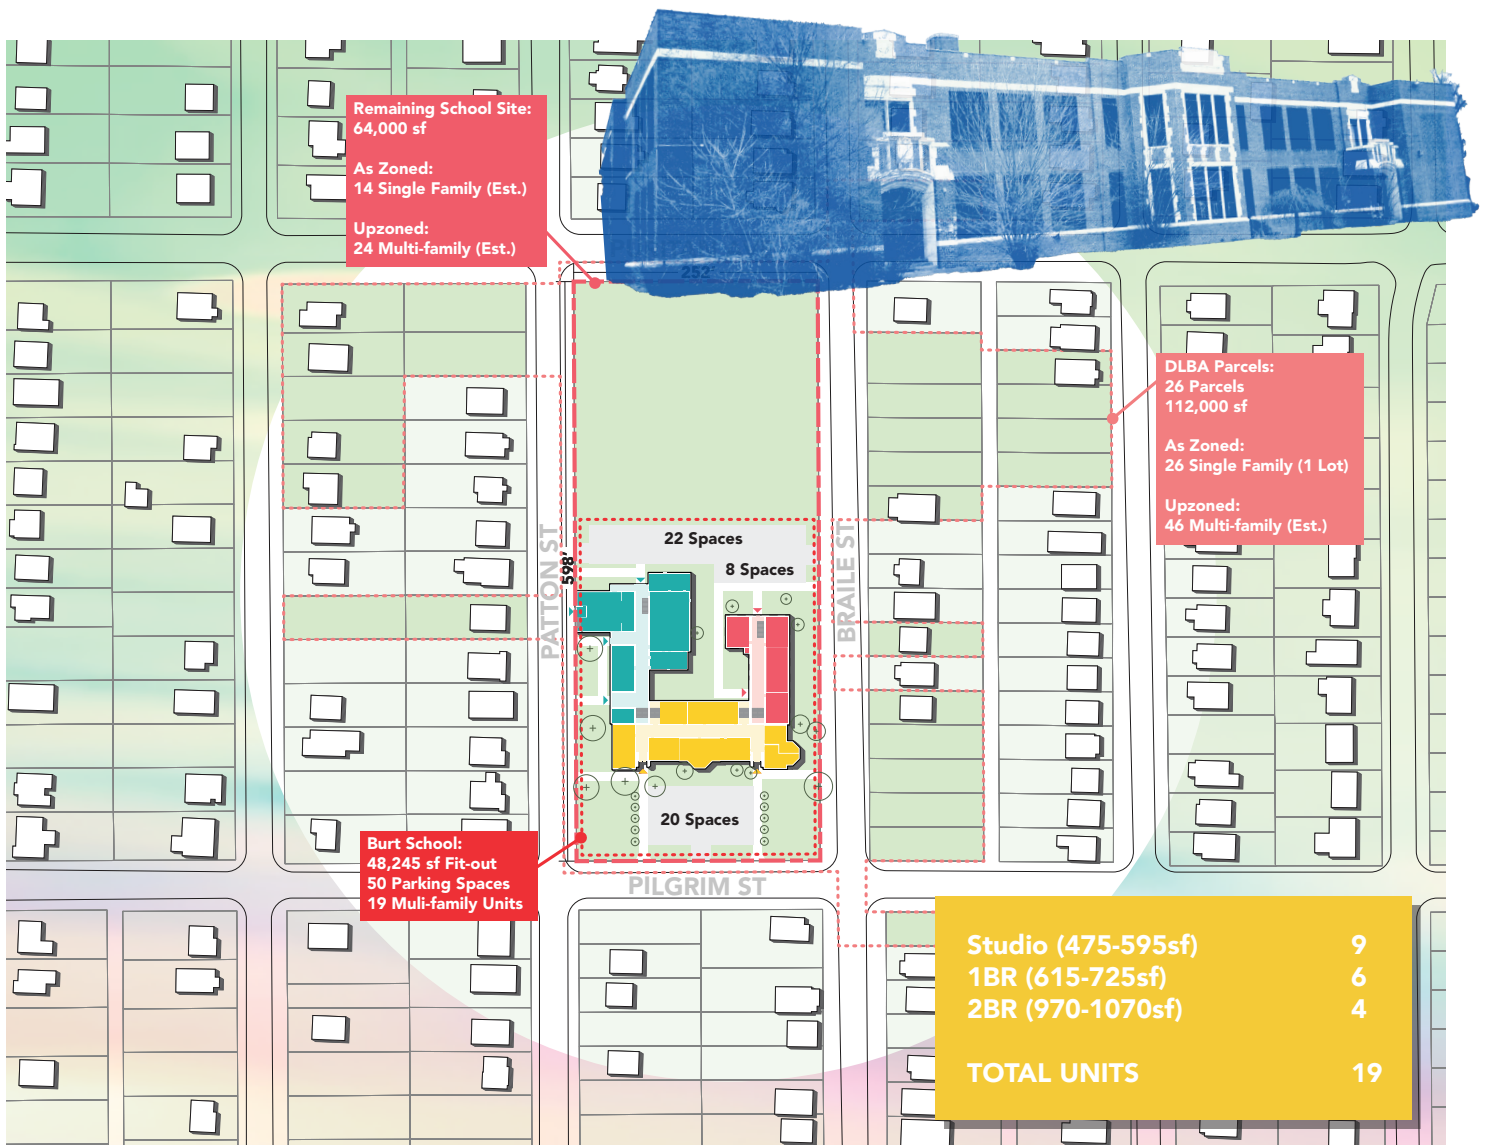 Remaining School Site:
64,000 sf
As Zoned:
14 Single Family (Est.)
Upzoned:
24 Multi-family (Est.)
252'
DLBA Parcels:
26 Parcels
112,000 sf
As Zoned:
26 Single Family (1 Lot)
Upzoned:
46 Multi-family (Est.)
22 Spaces
8 Spaces
PATTON ST
598'
BRAILE ST
20 Spaces
Burt School:
48,245 sf Fit-out
50 Parking Spaces
19 Muli-family Units
PILGRIM ST
Studio (475-595sf) 9
1BR (615-725sf) 6
2BR (970-1070sf) 4
TOTAL UNITS 19